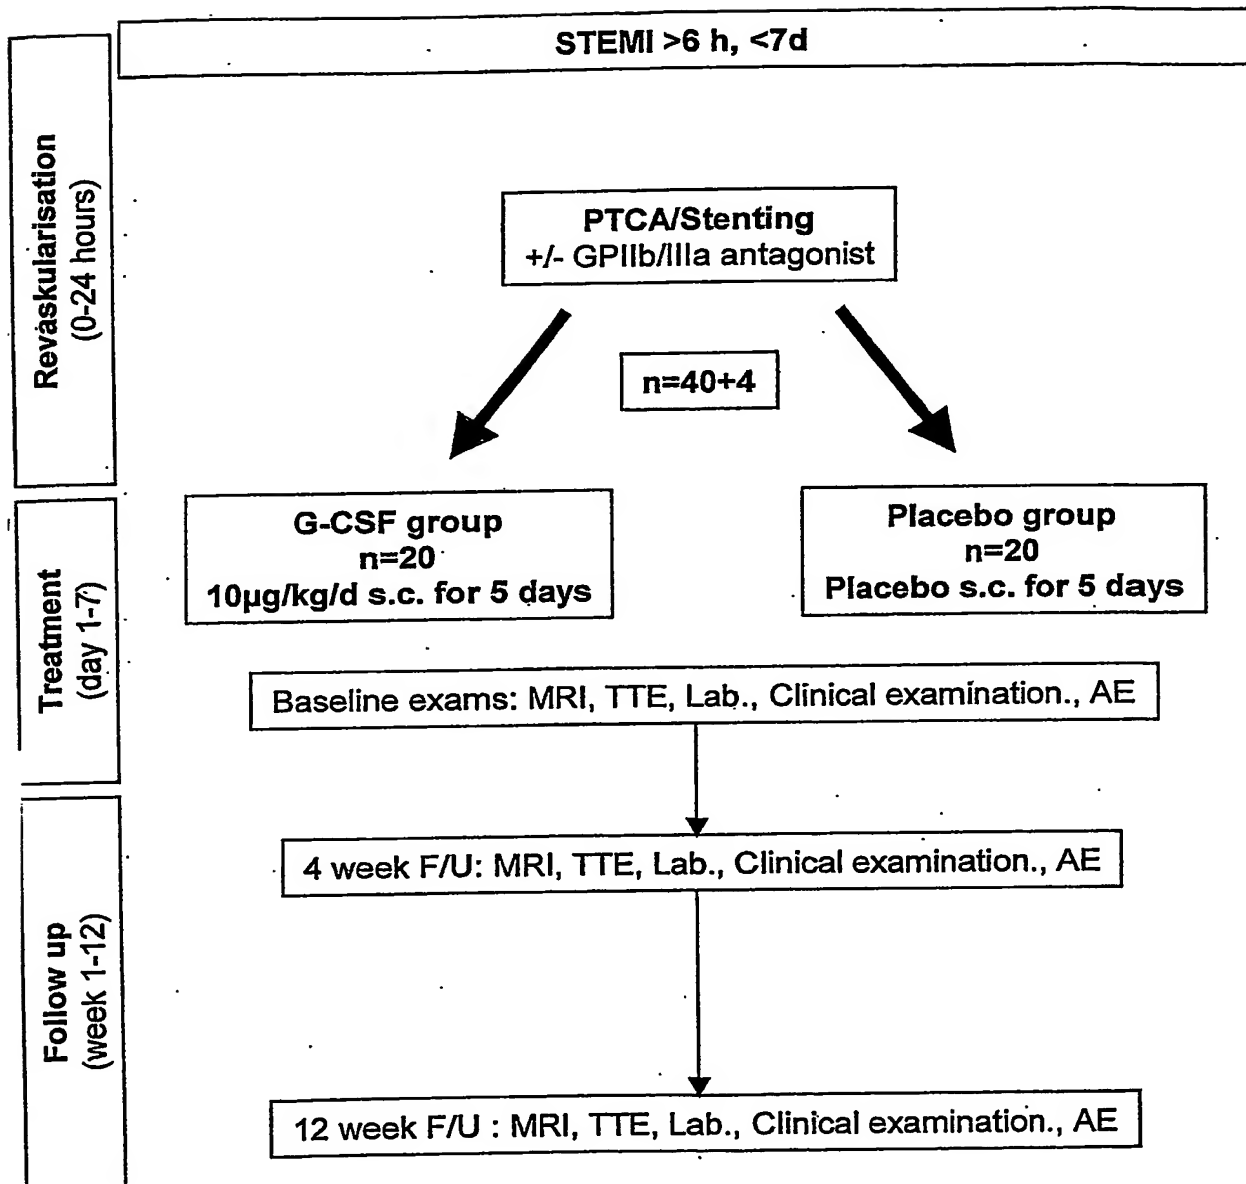 STEMI >6 h, <7d
Revaskularisation
(0-24 hours)
PTCA/Stenting
+/- GPIIb/IIIa antagonist
n=40+4
Treatment
(day 1-7)
G-CSF group
n=20
10µg/kg/d s.c. for 5 days
Placebo group
n=20
Placebo s.c. for 5 days
Baseline exams: MRI, TTE, Lab., Clinical examination., AE
Follow up
(week 1-12)
4 week F/U: MRI, TTE, Lab., Clinical examination., AE
12 week F/U : MRI, TTE, Lab., Clinical examination., AE